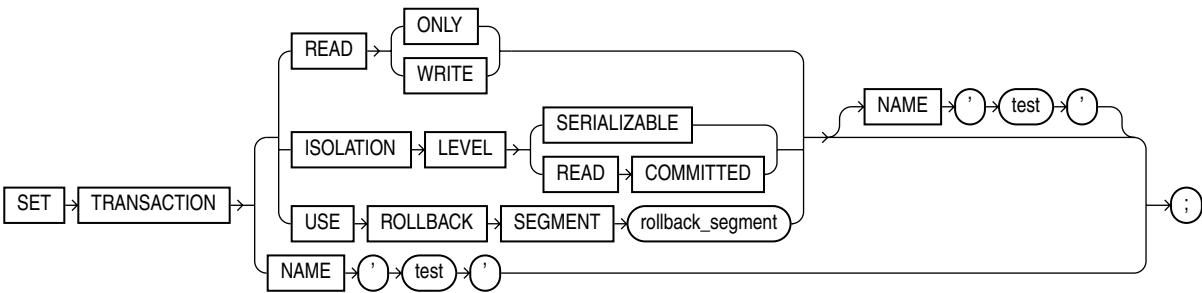 ONLY
READ
WRITE
NAME ' test '
SERIALIZABLE
ISOLATION LEVEL
READ COMMITTED
SET TRANSACTION ;
USE ROLLBACK SEGMENT rollback_segment
NAME ' test '